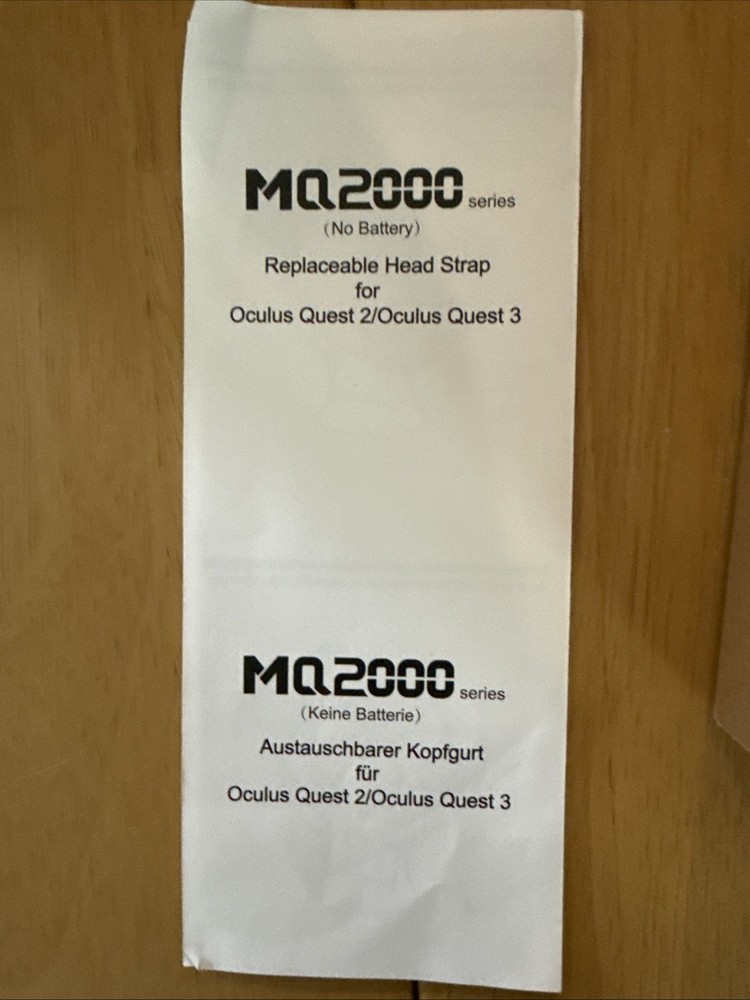 MQ2000 series
（No Battery）
Replaceable Head Strap
for
Oculus Quest 2/Oculus Quest 3
MQ2000 series
（Keine Batterie）
Austauschbarer Kopfgurt
für
Oculus Quest 2/Oculus Quest 3